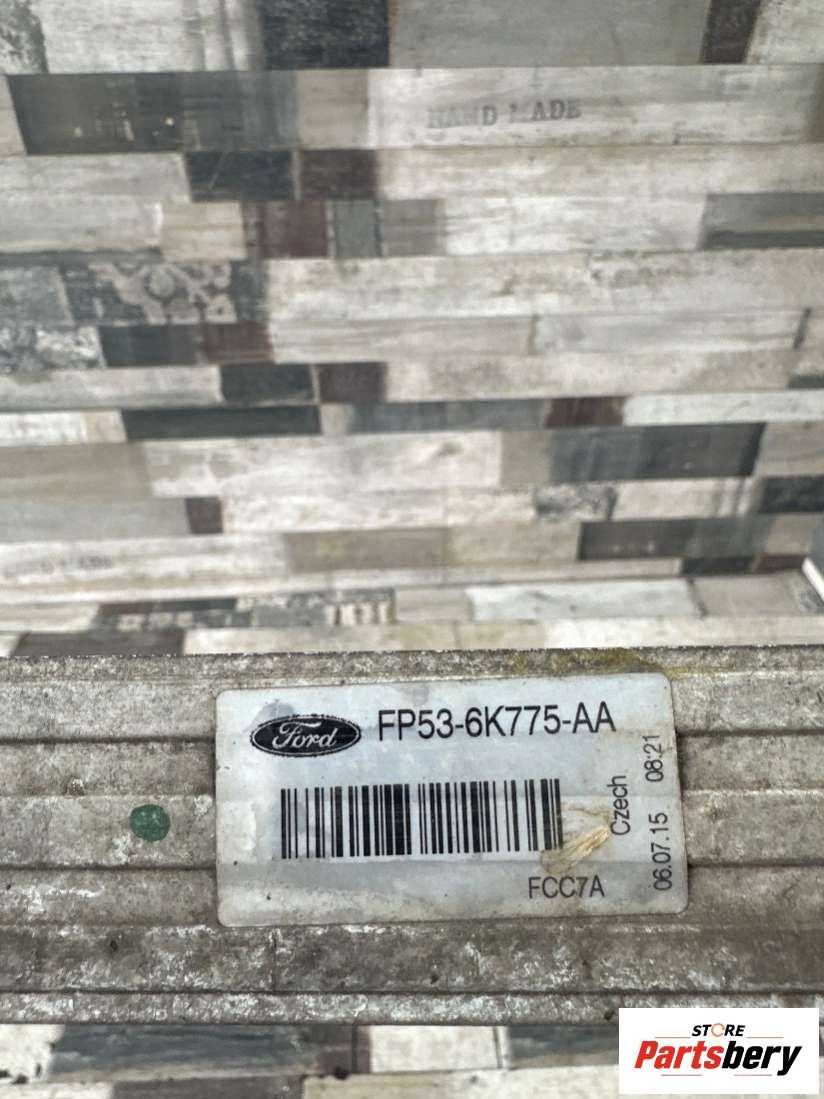 HAND MADE
Ford
FP53-6K775-AA
Czech
FCC7A
06.07.15 08:21
STORE
Partsbery